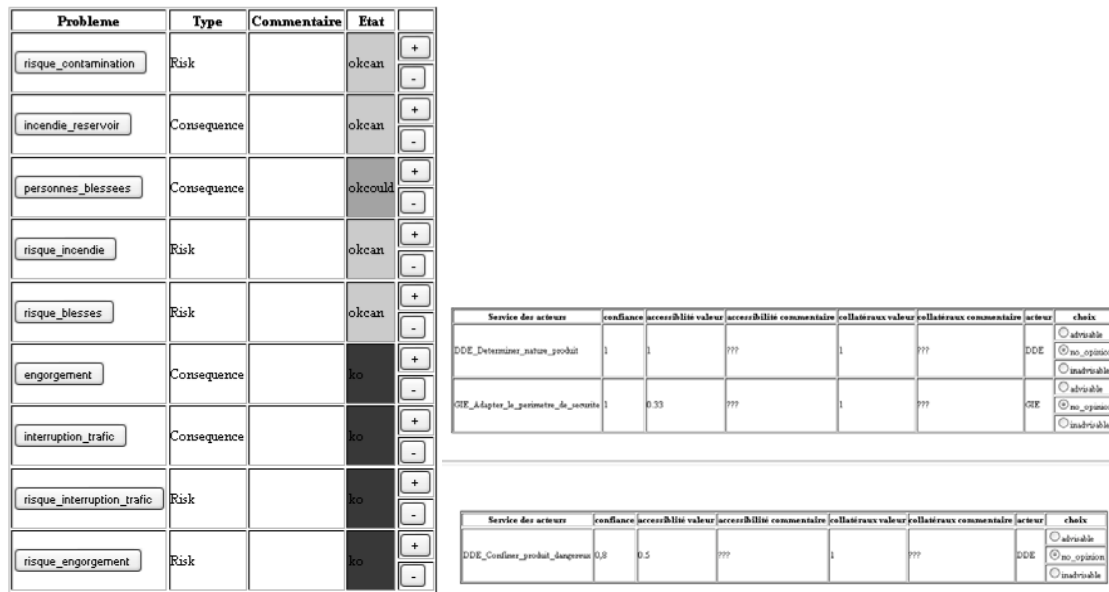 Probleme Type Commentaire Etat
risque_contamination Risk okcan + -
incendie_reservoir Consequence okcan + -
personnes_blessees Consequence okcould + -
risque_incendie Risk okcan + -
risque_blesses Risk okcan + -
engorgement Consequence ko + -
interruption_trafic Consequence ko + -
risque_interruption_trafic Risk ko + -
risque_engorgement Risk ko + -
Service des acteurs confiance accessiblité valeur accessibilité commentaire collatéraux valeur collatéraux commentaire acteur choix
advisable
DDE_Determiner_nature_produit 1 1 ??? 1 ??? DDE no_opinion
inadvisable
advisable
GIE_Adapter_le_perimetre_de_securite 1 0.33 ??? 1 ??? GIE no_opinion
inadvisable
Service des acteurs confiance accessiblité valeur accessibilité commentaire collatéraux valeur collatéraux commentaire acteur choix
advisable
DDE_Confiner_produit_dangereux 0,8 0.5 ??? 1 ??? DDE no_opinion
inadvisable